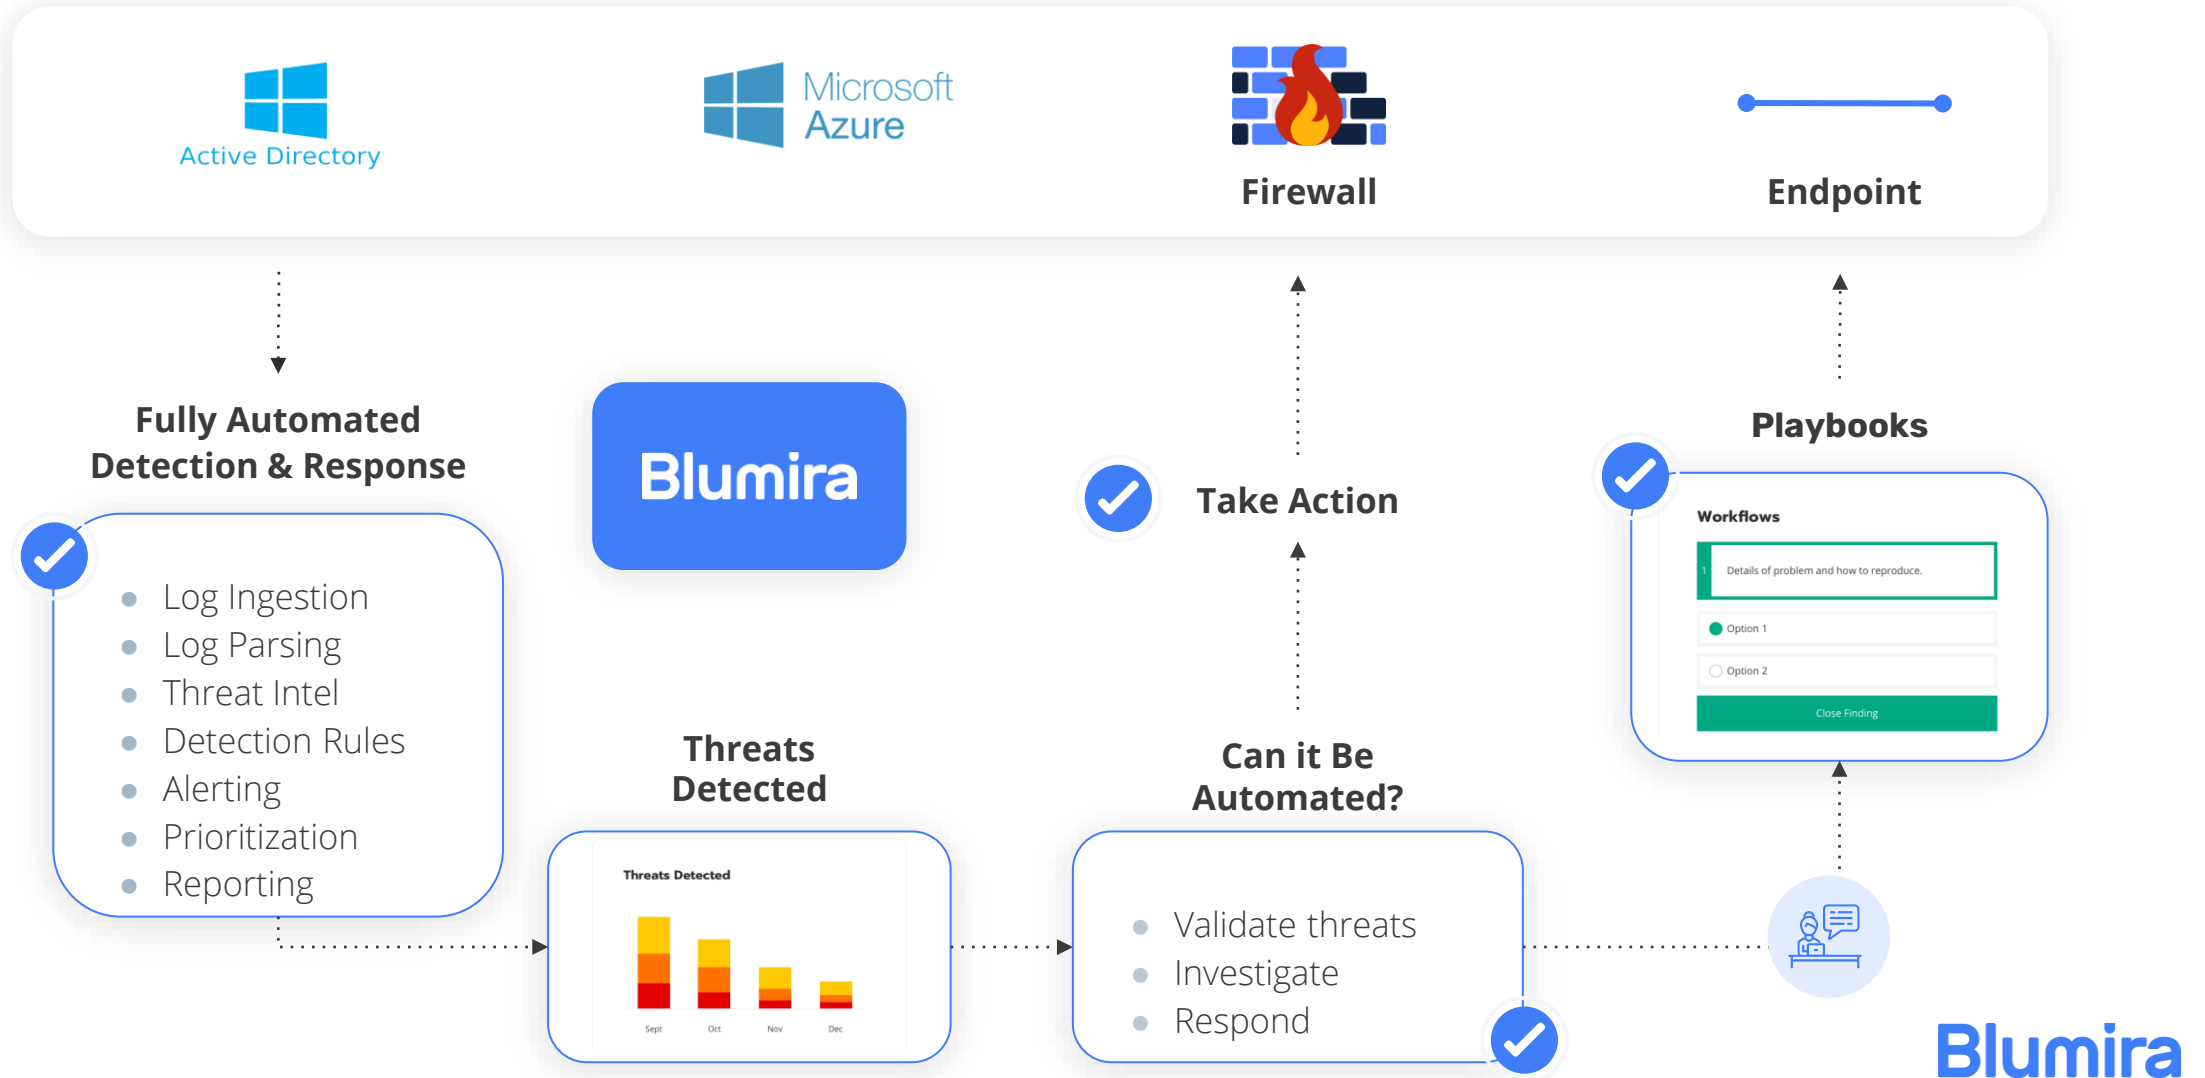 Active Directory
Microsoft
Azure
Firewall
Endpoint
Fully Automated
Detection & Response
Log Ingestion
Log Parsing
Threat Intel
Detection Rules
Alerting
Prioritization
Reporting
Blumira
Threats
Detected
Threats Detected
Sept
Oct
Nov
Dec
Take Action
Can it Be
Automated?
Validate threats
Investigate
Respond
Playbooks
Workflows
1
Details of problem and how to reproduce.
Option 1
Option 2
Close Finding
Blumira